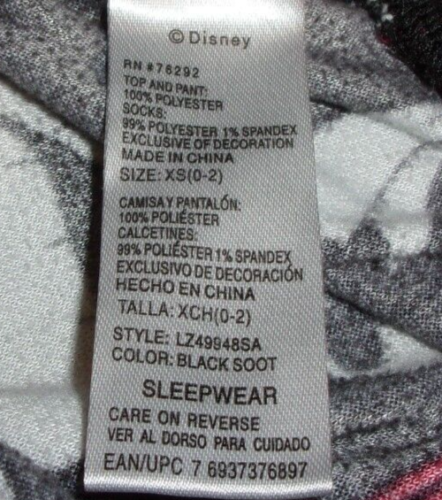 © Disney
RN #76292
TOP AND PANT:
100% POLYESTER
SOCKS:
99% POLYESTER 1% SPANDEX
EXCLUSIVE OF DECORATION
MADE IN CHINA
SIZE: XS(0-2)
CAMISA Y PANTALÓN:
100% POLIÉSTER
CALCETINES:
99% POLIÉSTER 1% SPANDEX
EXCLUSIVO DE DECORACIÓN
HECHO EN CHINA
TALLA: XCH(0-2)
STYLE: LZ49948SA
COLOR: BLACK SOOT
SLEEPWEAR
CARE ON REVERSE
VER AL DORSO PARA CUIDADO
EAN/UPC 7 6937376897